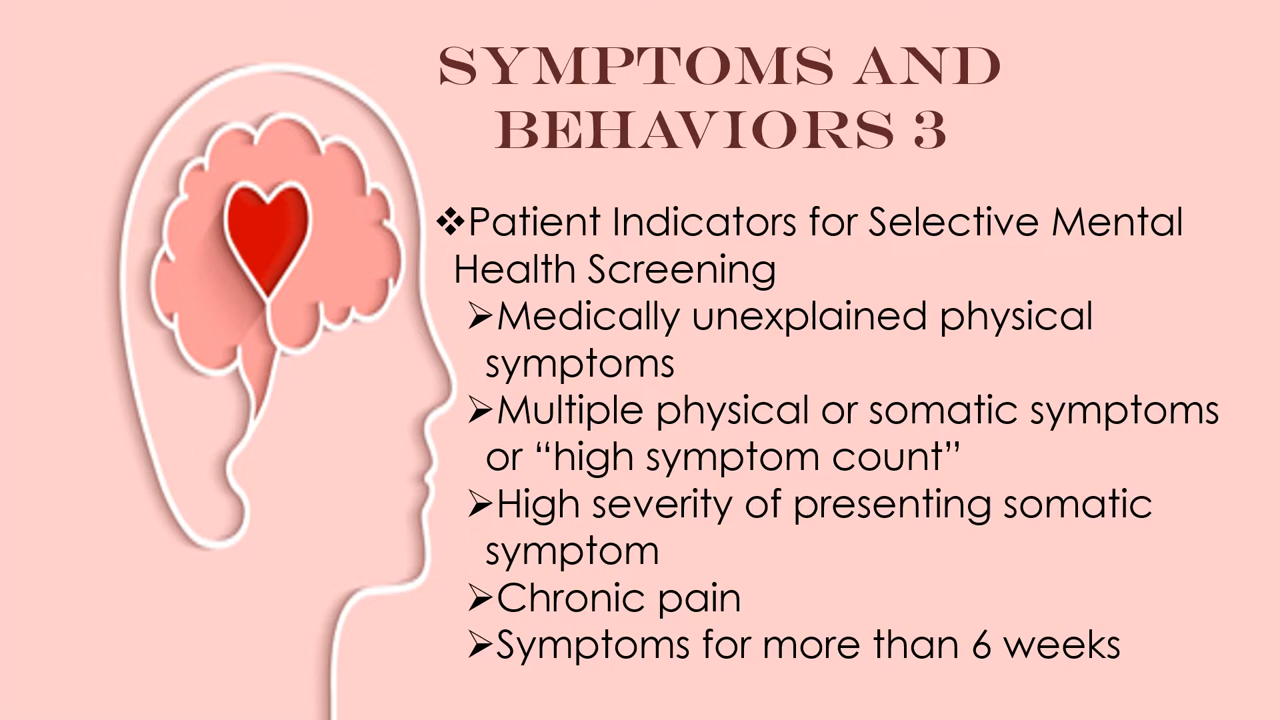 SYMPTOMS AND
BEHAVIORS 3
❖Patient Indicators for Selective Mental
Health Screening
➢Medically unexplained physical
symptoms
➢Multiple physical or somatic symptoms
or “high symptom count”
➢High severity of presenting somatic
symptom
➢Chronic pain
➢Symptoms for more than 6 weeks